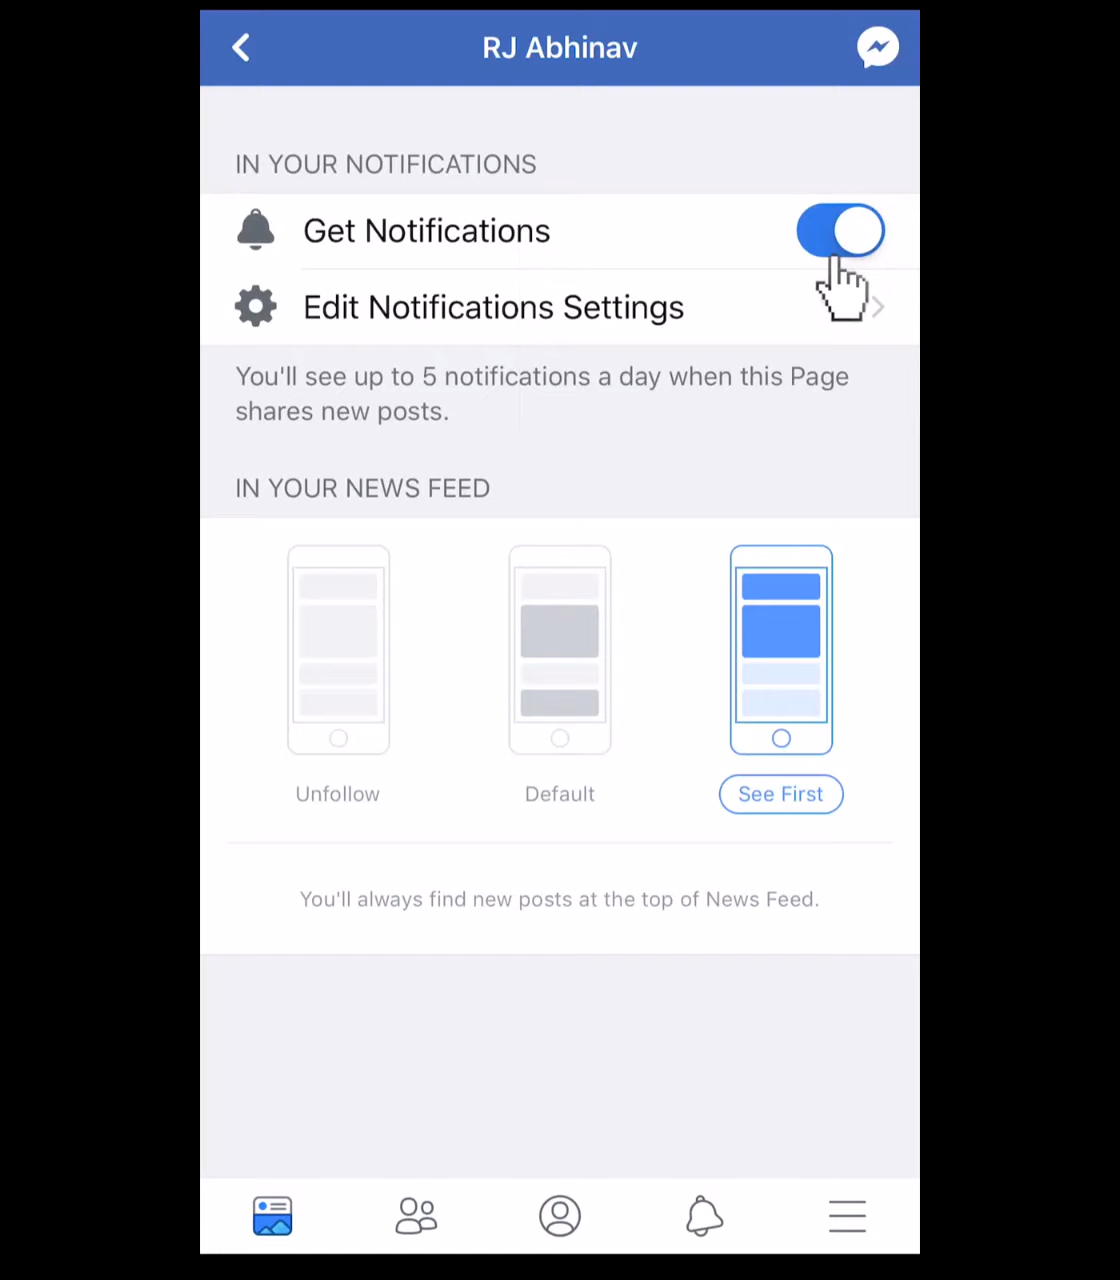 RJ Abhinav
IN YOUR NOTIFICATIONS
Get Notifications
Edit Notifications Settings
You'll see up to 5 notifications a day when this Page
shares new posts.
IN YOUR NEWS FEED
Unfollow
Default
See First
You'll always find new posts at the top of News Feed.